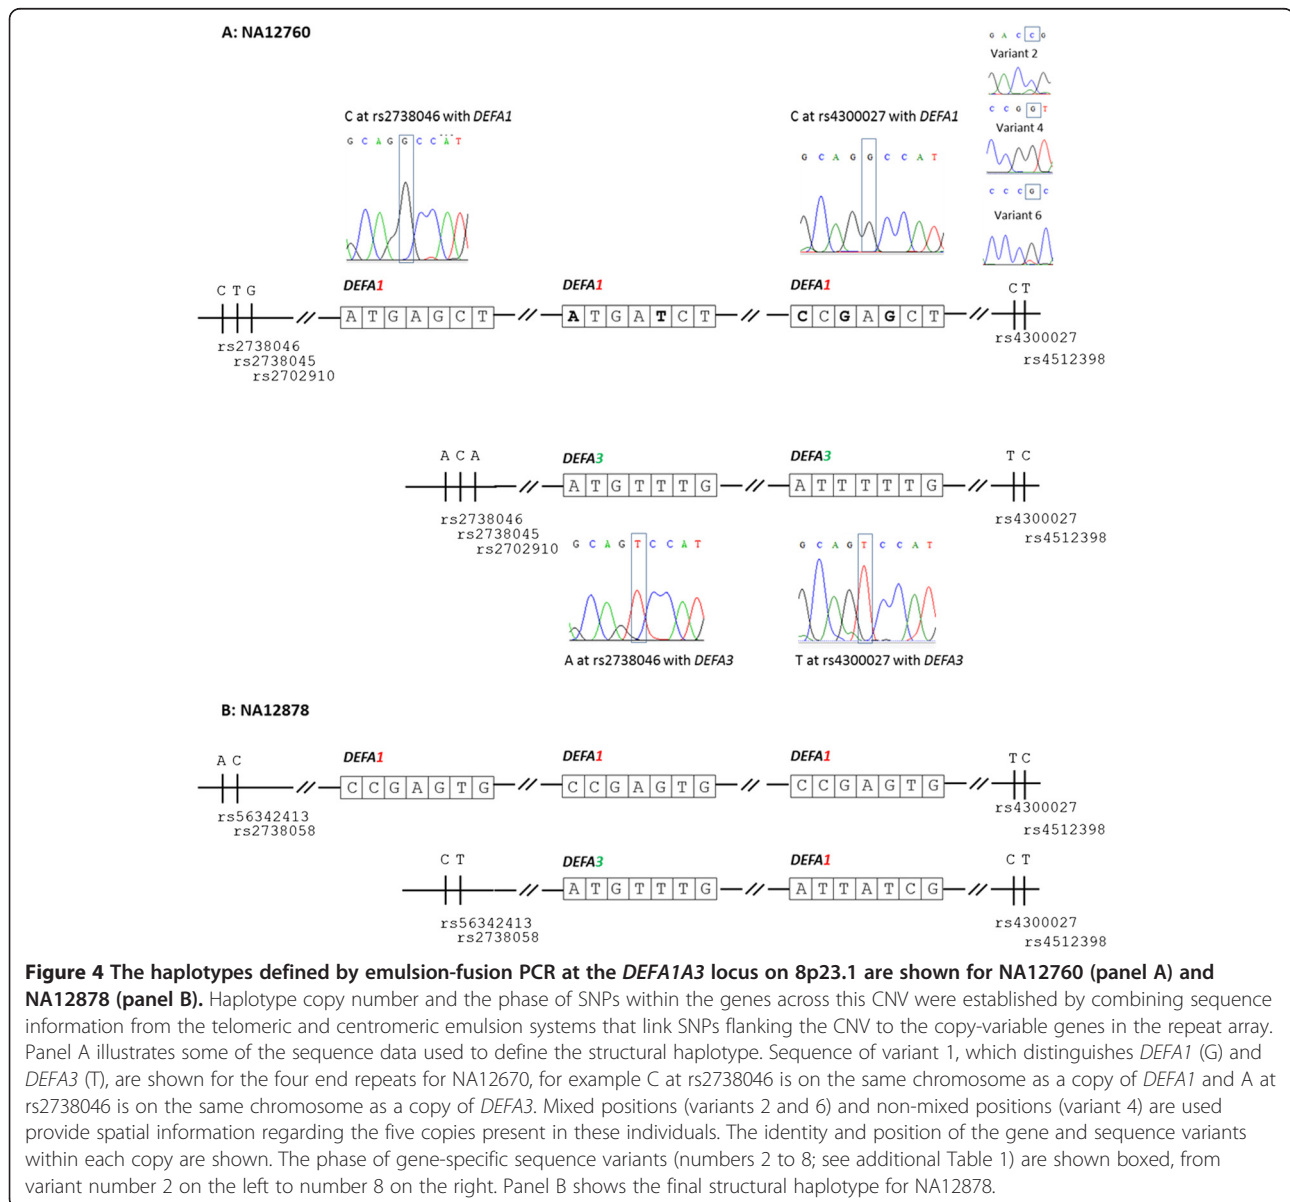 A: NA12760
G A C C G
Variant 2
C at rs2738046 with DEFA1
C at rs4300027 with DEFA1
C C G G T
Variant 4
G C A G G C C A T
G C A G G C C A T
C C C G C
Variant 6
C T G
DEFA1
DEFA1
DEFA1
C T
A T G A G C T
A T G A T C T
C C G A G C T
rs2738046
rs2738045
rs2702910
rs4300027
rs4512398
A C A
DEFA3
DEFA3
T C
A T G T T T G
A T T T T T G
rs2738046
rs2738045
rs2702910
rs4300027
rs4512398
G C A G T C C A T
G C A G T C C A T
A at rs2738046 with DEFA3
T at rs4300027 with DEFA3
B: NA12878
A C
DEFA1
DEFA1
DEFA1
T C
C C G A G T G
C C G A G T G
C C G A G T G
rs56342413
rs2738058
rs4300027
rs4512398
C T
DEFA3
DEFA1
C T
A T G T T T G
A T T A T C G
rs56342413
rs2738058
rs4300027
rs4512398
Figure 4 The haplotypes defined by emulsion-fusion PCR at the DEFA1A3 locus on 8p23.1 are shown for NA12760 (panel A) and
NA12878 (panel B). Haplotype copy number and the phase of SNPs within the genes across this CNV were established by combining sequence
information from the telomeric and centromeric emulsion systems that link SNPs flanking the CNV to the copy-variable genes in the repeat array.
Panel A illustrates some of the sequence data used to define the structural haplotype. Sequence of variant 1, which distinguishes DEFA1 (G) and
DEFA3 (T), are shown for the four end repeats for NA12670, for example C at rs2738046 is on the same chromosome as a copy of DEFA1 and A at
rs2738046 is on the same chromosome as a copy of DEFA3. Mixed positions (variants 2 and 6) and non-mixed positions (variant 4) are used
provide spatial information regarding the five copies present in these individuals. The identity and position of the gene and sequence variants
within each copy are shown. The phase of gene-specific sequence variants (numbers 2 to 8; see additional Table 1) are shown boxed, from
variant number 2 on the left to number 8 on the right. Panel B shows the final structural haplotype for NA12878.